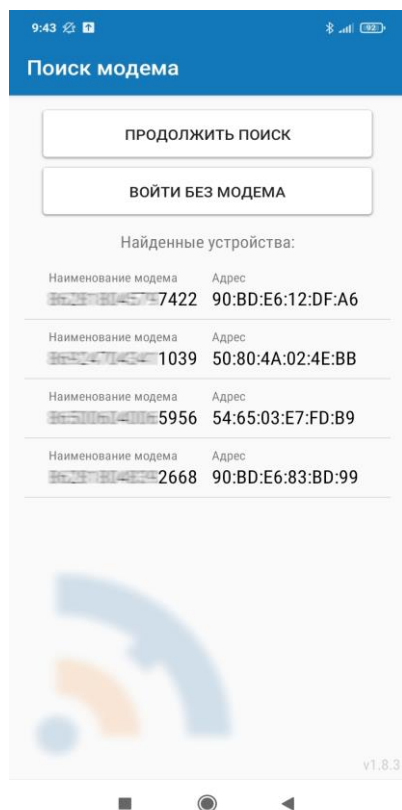 9:43
92
Поиск модема
ПРОДОЛЖИТЬ ПОИСК
ВОЙТИ БЕЗ МОДЕМА
Найденные устройства:
Наименование модема Адрес
7422 90:BD:E6:12:DF:A6
Наименование модема Адрес
1039 50:80:4A:02:4E:BB
Наименование модема Адрес
5956 54:65:03:E7:FD:B9
Наименование модема Адрес
2668 90:BD:E6:83:BD:99
v1.8.3